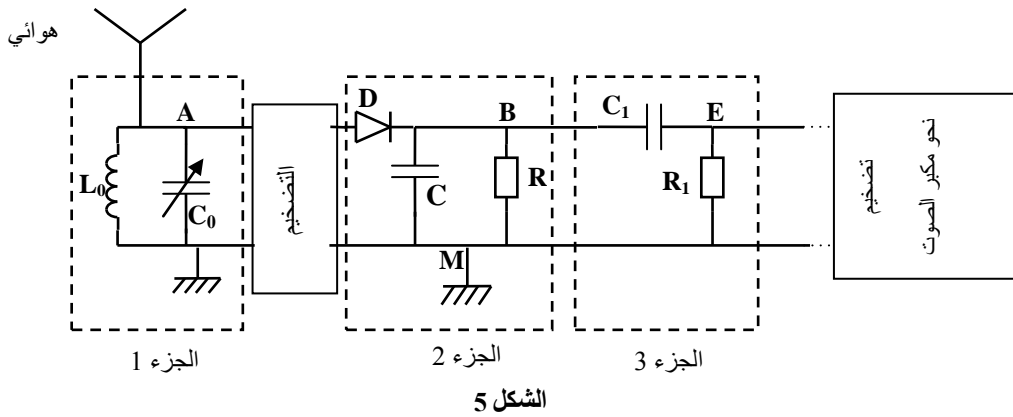 هوائي
A
D
B
C₁
E
L₀
C₀
التضخيم
C
R
R₁
تضخيم
نحو مكبر الصوت
M
الجزء 1
الجزء 2
الجزء 3
الشكل 5